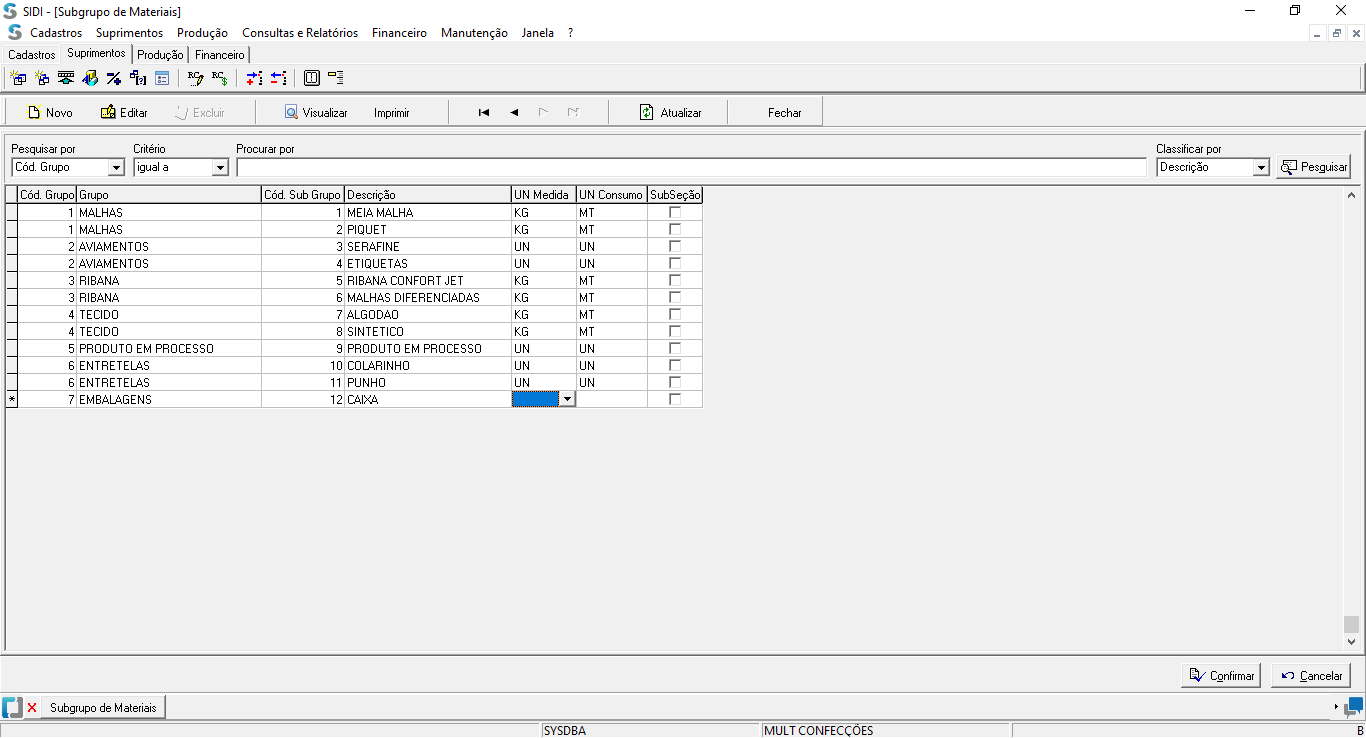 SIDI - [Subgrupo de Materiais]
Cadastros Suprimentos Produção Consultas e Relatórios Financeiro Manutenção Janela ?
Cadastros Suprimentos Produção Financeiro
Novo Editar Excluir Visualizar Imprimir Atualizar Fechar
Pesquisar por Critério Procurar por Classificar por
Cód. Grupo igual a Descrição Pesquisar
Cód. Grupo Grupo Cód. Sub Grupo Descrição UN Medida UN Consumo SubSeção
1 MALHAS 1 MEIA MALHA KG MT
1 MALHAS 2 PIQUET KG MT
2 AVIAMENTOS 3 SERAFINE UN UN
2 AVIAMENTOS 4 ETIQUETAS UN UN
3 RIBANA 5 RIBANA CONFORT JET KG MT
3 RIBANA 6 MALHAS DIFERENCIADAS KG MT
4 TECIDO 7 ALGODAO KG MT
4 TECIDO 8 SINTETICO KG MT
5 PRODUTO EM PROCESSO 9 PRODUTO EM PROCESSO UN UN
6 ENTRETELAS 10 COLARINHO UN UN
6 ENTRETELAS 11 PUNHO UN UN
* 7 EMBALAGENS 12 CAIXA
Confirmar Cancelar
Subgrupo de Materiais
SYSDBA MULT CONFECÇÕES B